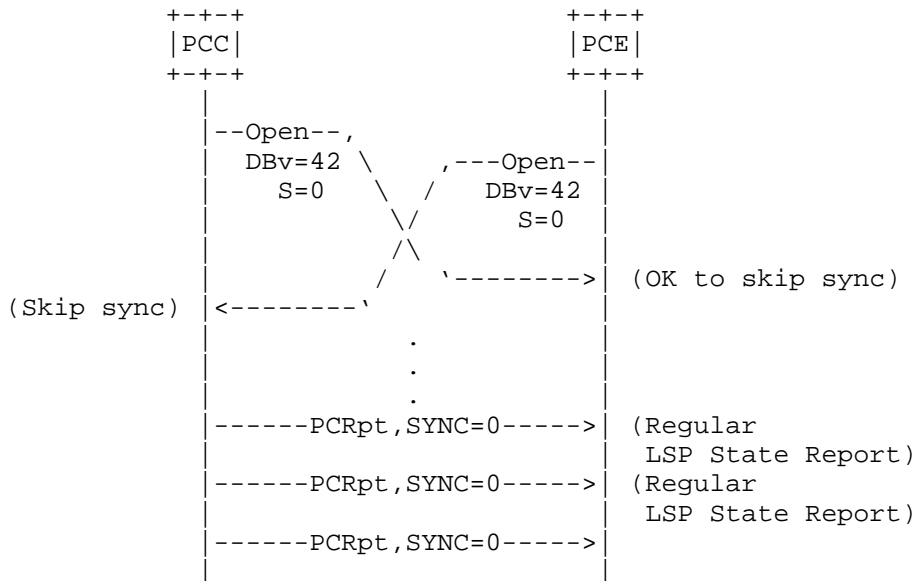 +-+-+                    +-+-+
|PCC|                    |PCE|
+-+-+                    +-+-+
|                        |
|--Open--,               |
|  DBv=42 \    ,---Open--|
|    S=0   \  /   DBv=42 |
|           \/      S=0  |
|           /\           |
|          /  `--------->| (OK to skip sync)
(Skip sync) |<--------`            |
|            .           |
|            .           |
|            .           |
|------PCRpt,SYNC=0----->| (Regular
|                        | LSP State Report)
|------PCRpt,SYNC=0----->| (Regular
|                        | LSP State Report)
|------PCRpt,SYNC=0----->|
|                        |